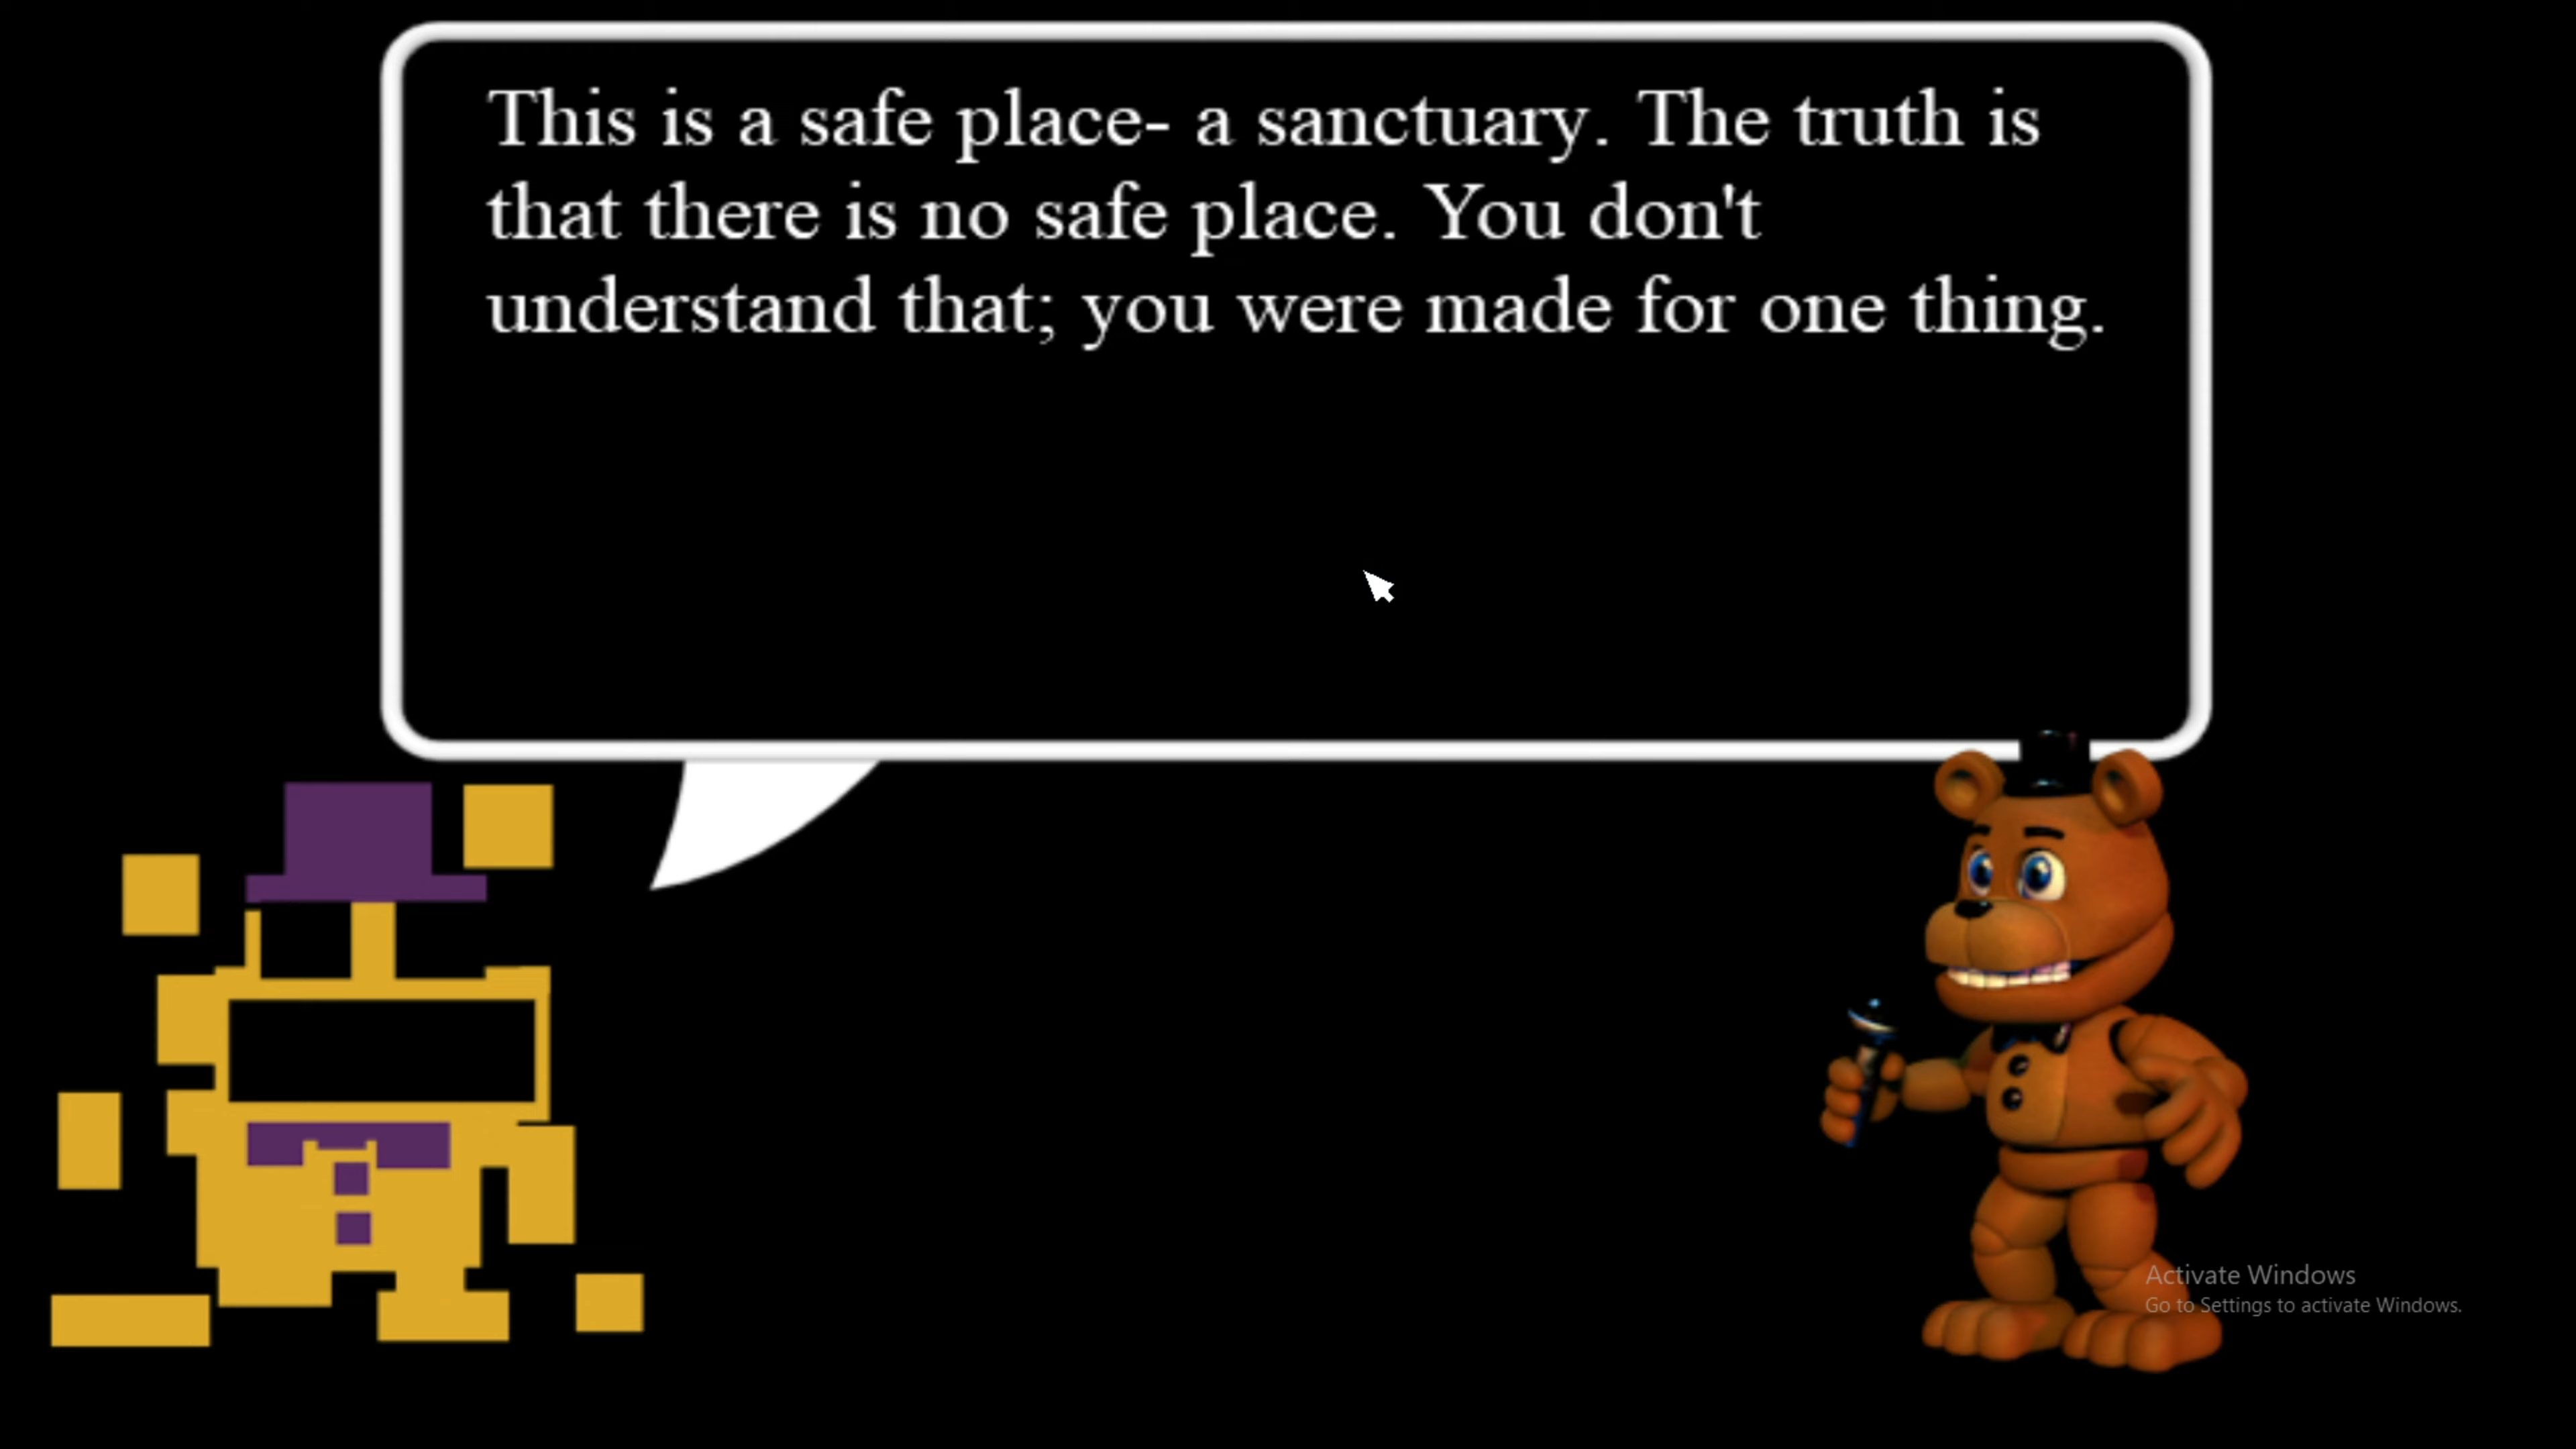 This is a safe place- a sanctuary. The truth is
that there is no safe place. You don't
understand that; you were made for one thing.
Activate Windows
Go to Settings to activate Windows.